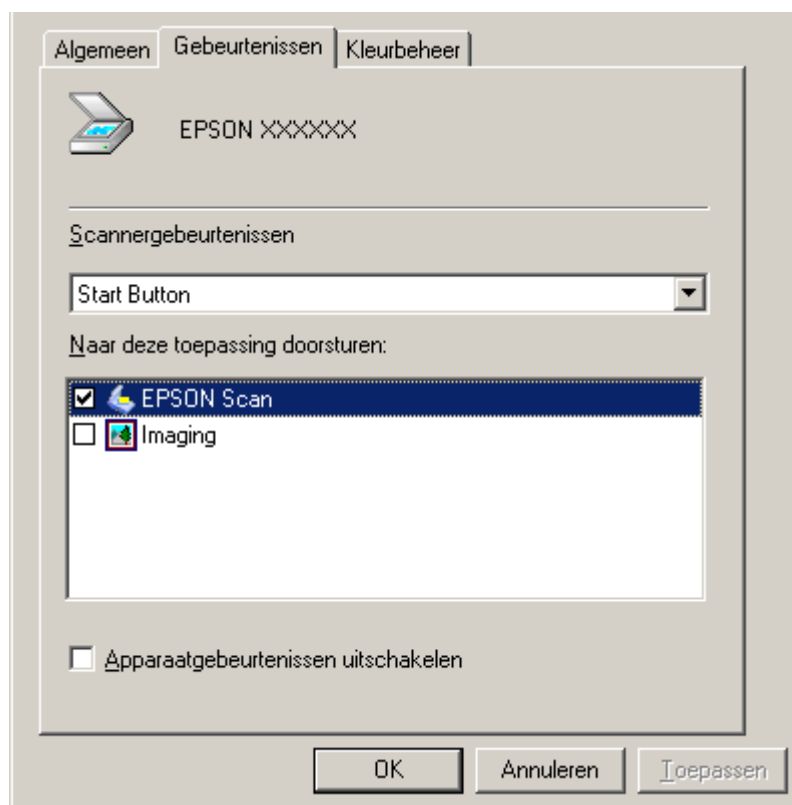 Algemeen Gebeurtenissen Kleurbeheer
EPSON XXXXXX
Scannergebeurtenissen
Start Button
Naar deze toepassing doorsturen:
EPSON Scan
Imaging
Apparaatgebeurtenissen uitschakelen
OK Annuleren Toepassen